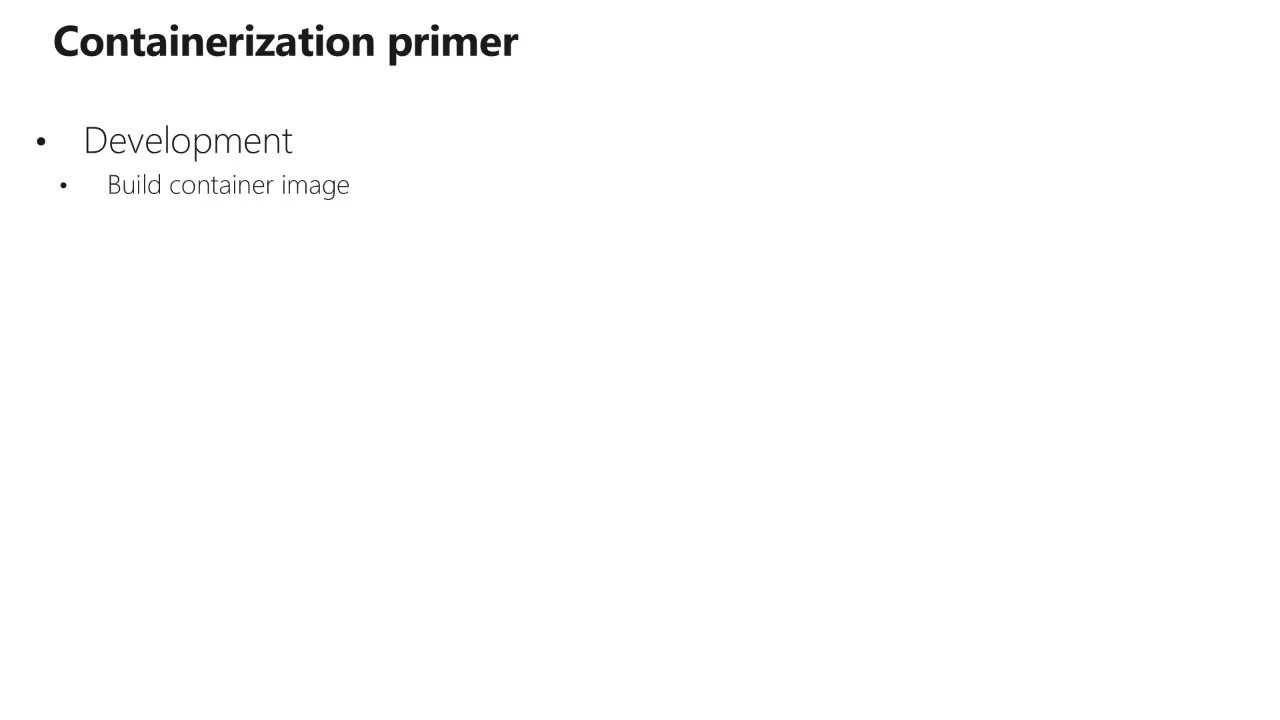 Containerization primer
• Development
• Build container image